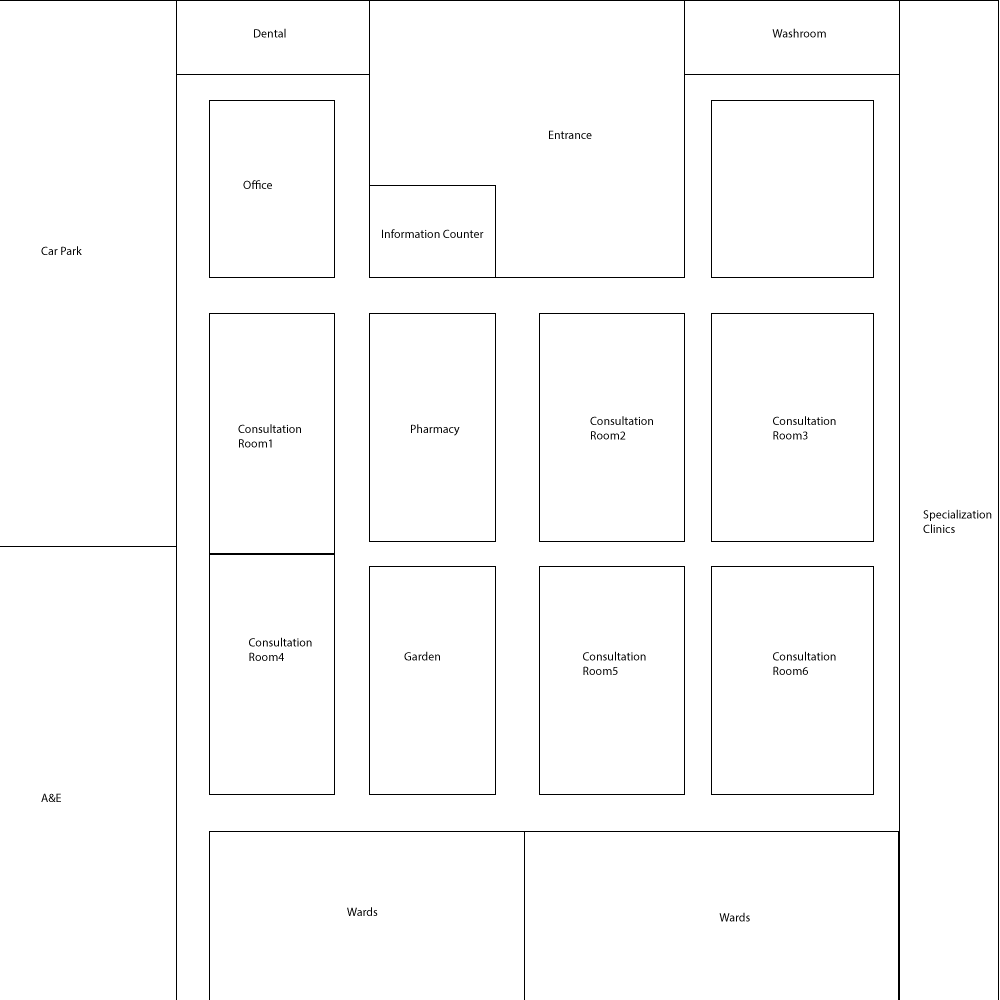 Dental
Washroom
Entrance
Office
Information Counter
Car Park
Consultation
Room1
Pharmacy
Consultation
Room2
Consultation
Room3
Specialization
Clinics
Consultation
Room4
Garden
Consultation
Room5
Consultation
Room6
A&E
Wards
Wards